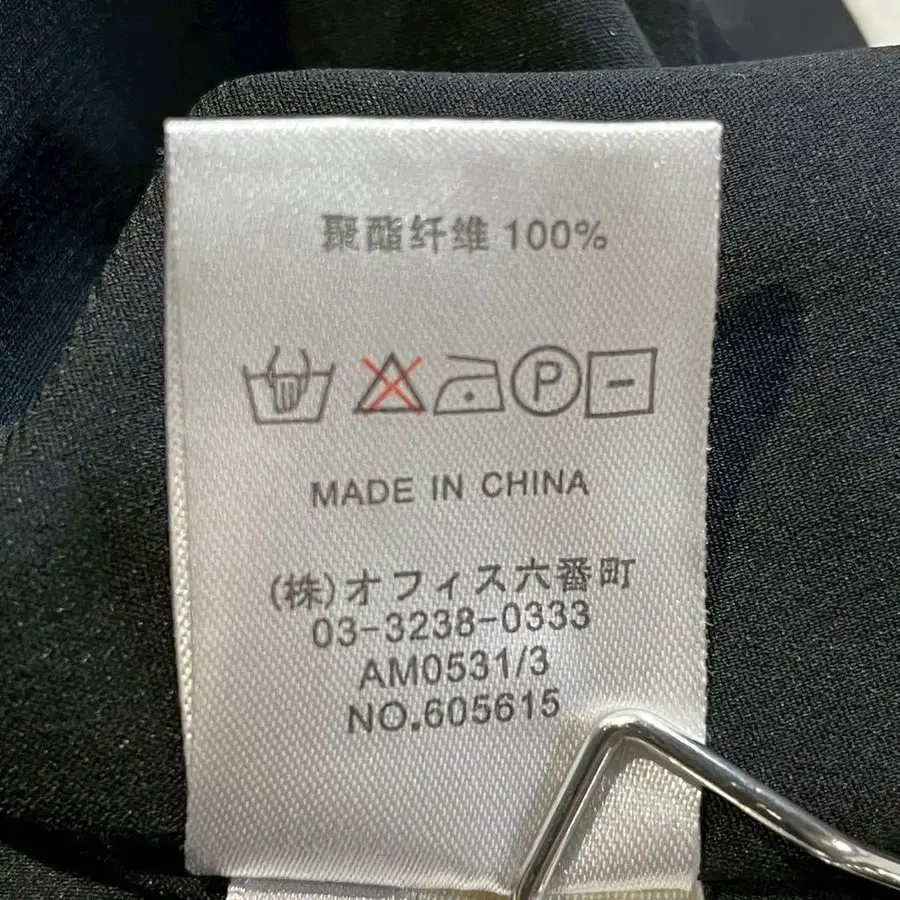 聚酯纤维 100%
P
MADE IN CHINA
(株)オフィス六番町
03-3238-0333
AM0531/3
NO.605615